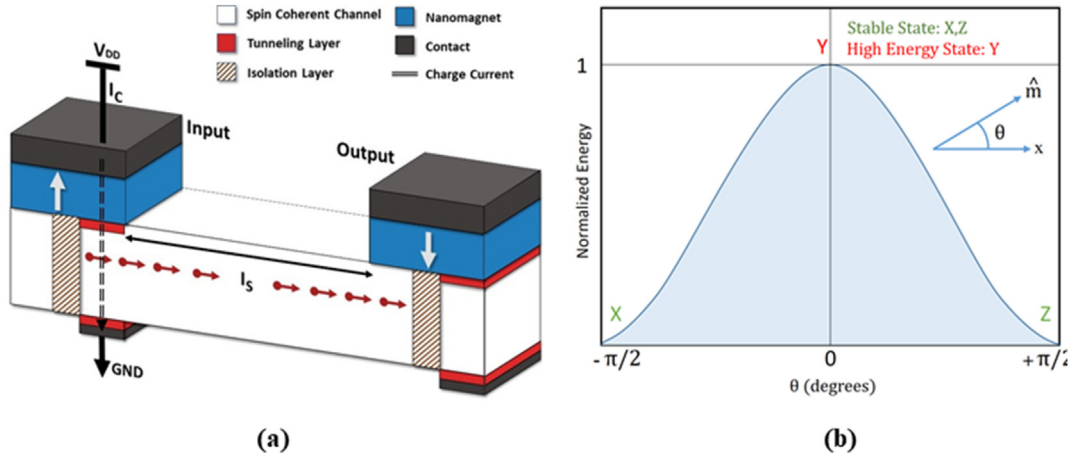 Spin Coherent Channel
Nanomagnet
Tunneling Layer
Contact
Isolation Layer
Charge Current
VDD
IC
Input
Output
IS
GND
(a)
Stable State: X,Z
High Energy State: Y
Y
1
m̂
θ
x
Normalized Energy
X
Z
-π/2
0
+π/2
θ (degrees)
(b)